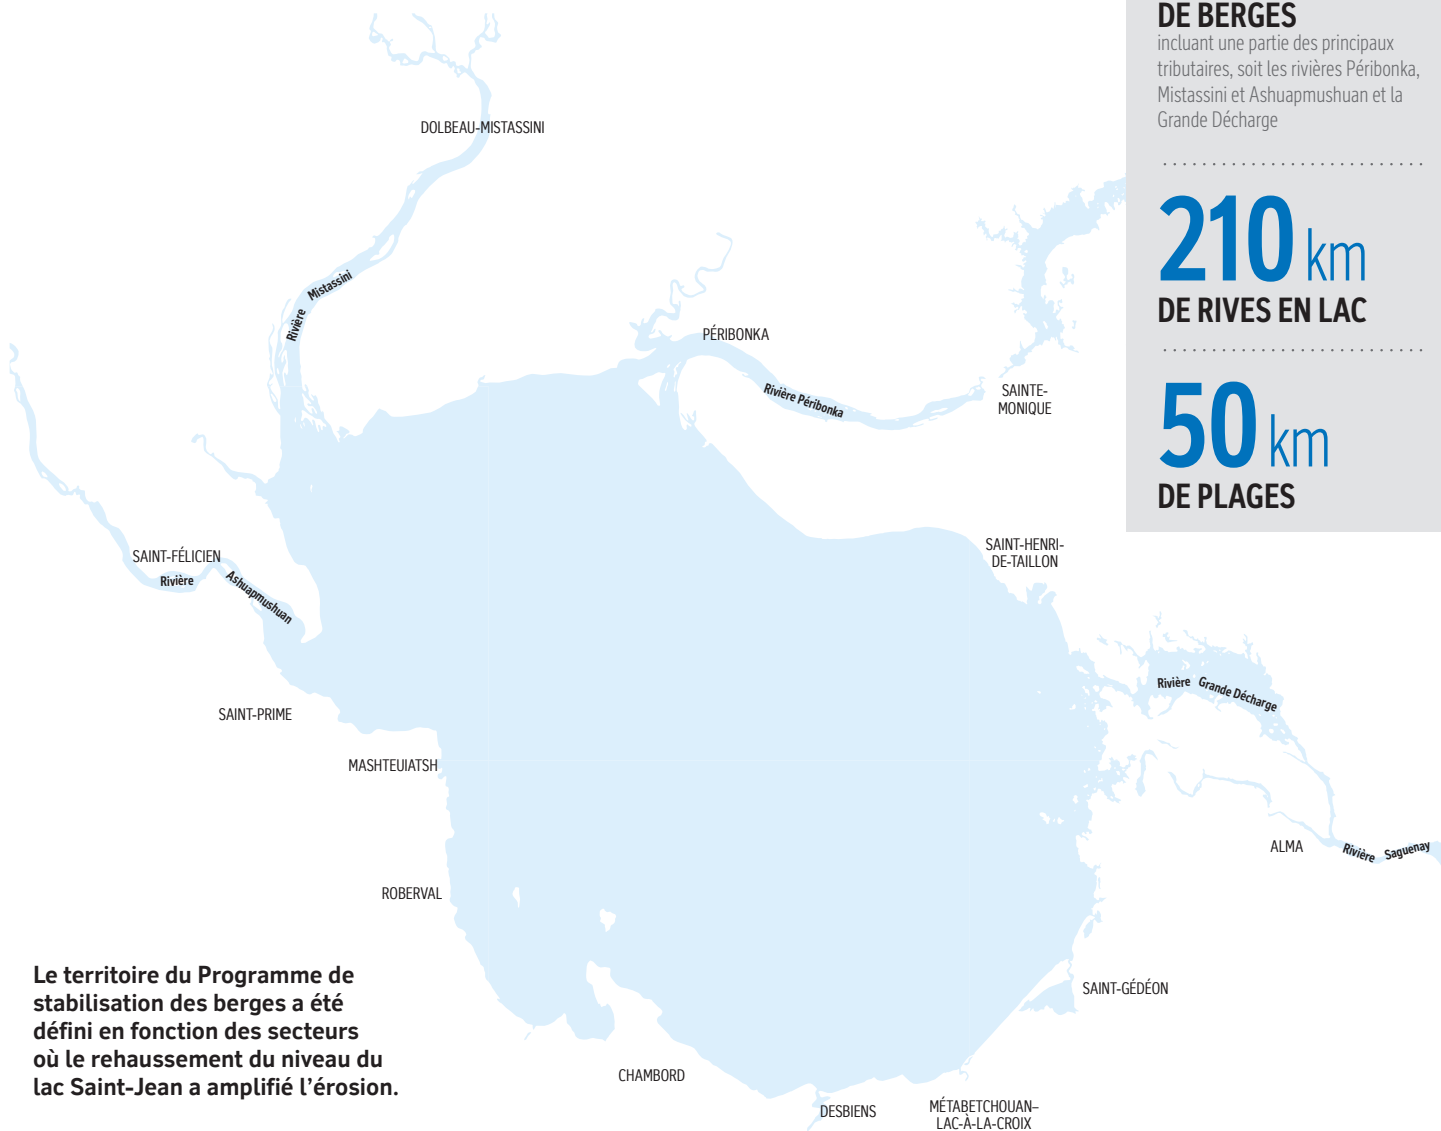 DE BERGES
incluant une partie des principaux
tributaires, soit les rivières Péribonka,
Mistassini et Ashuapmushuan et la
Grande Décharge
210 km
DE RIVES EN LAC
50 km
DE PLAGES
DOLBEAU-MISTASSINI
Rivière Mistassini
PÉRIBONKA
Rivière Péribonka
SAINTE-
MONIQUE
SAINT-HENRI-
DE-TAILLON
SAINT-FÉLICIEN
Rivière Ashuapmushuan
Rivière Grande Décharge
SAINT-PRIME
MASHTEUIATSH
ALMA
Rivière Saguenay
ROBERVAL
SAINT-GÉDÉON
Le territoire du Programme de
stabilisation des berges a été
défini en fonction des secteurs
où le rehaussement du niveau du
lac Saint-Jean a amplifié l’érosion.
CHAMBORD
DESBIENS
MÉTABETCHOUAN–
LAC-À-LA-CROIX